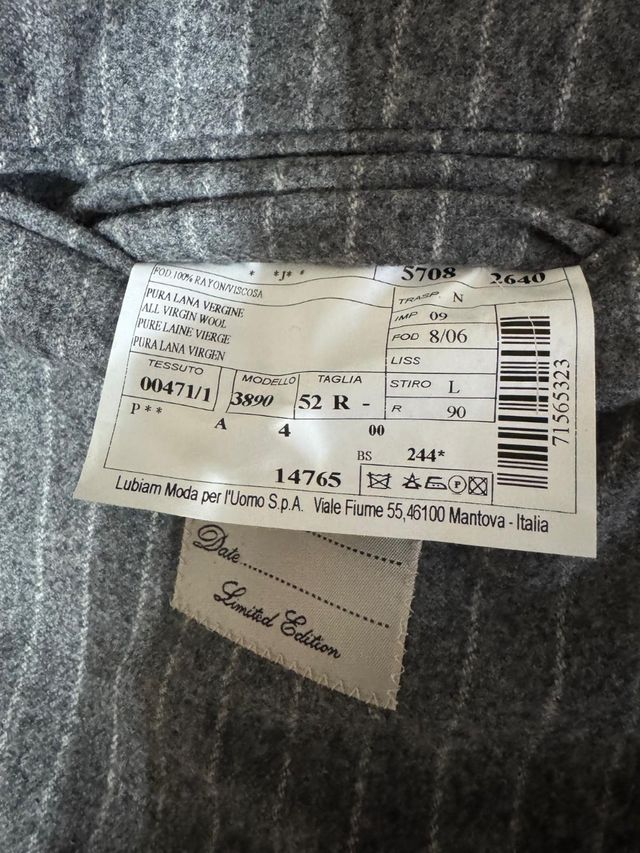 FOD.100% RAYON/VISCOSA
* *J* *
5708 2640
PURA LANA VERGINE
ALL VIRGIN WOOL
PURE LAINE VIERGE
PURA LANA VIRGEN
TRASP. N
IMP 09
FOD 8/06
LISS
STIRO L
R 90
TESSUTO
00471/1
MODELLO
3890
TAGLIA
52 R -
P * *
A 4 00
BS 244*
14765
P
71565323
Lubiam Moda per l'Uomo S.p.A. Viale Fiume 55,46100 Mantova - Italia
Date
Limited Edition